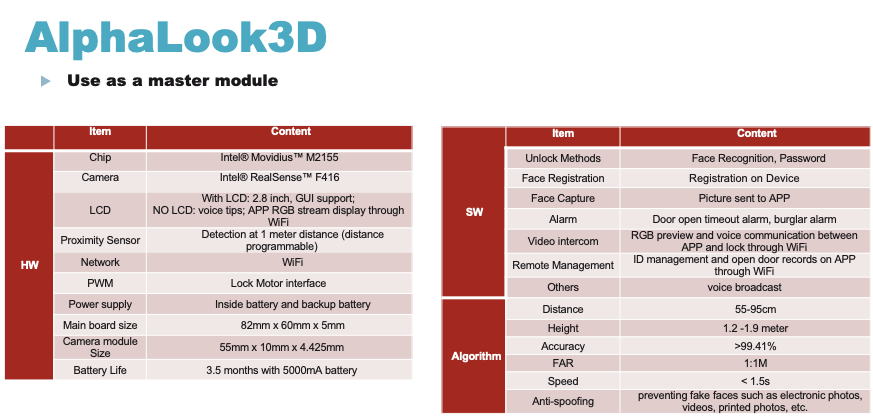 AlphaLook3D
Use as a master module
Item Content
HW
Chip Intel® Movidius™ M2155
Camera Intel® RealSense™ F416
LCD With LCD: 2.8 inch, GUI support;
NO LCD: voice tips; APP RGB stream display through
WiFi
Proximity Sensor Detection at 1 meter distance (distance
programmable)
Network WiFi
PWM Lock Motor interface
Power supply Inside battery and backup battery
Main board size 82mm x 60mm x 5mm
Camera module
Size 55mm x 10mm x 4.425mm
Battery Life 3.5 months with 5000mA battery
Item Content
SW
Unlock Methods Face Recognition, Password
Face Registration Registration on Device
Face Capture Picture sent to APP
Alarm Door open timeout alarm, burglar alarm
Video intercom RGB preview and voice communication between
APP and lock through WiFi
Remote Management ID management and open door records on APP
through WiFi
Others voice broadcast
Algorithm
Distance 55-95cm
Height 1.2 -1.9 meter
Accuracy >99.41%
FAR 1:1M
Speed < 1.5s
Anti-spoofing preventing fake faces such as electronic photos,
videos, printed photos, etc.